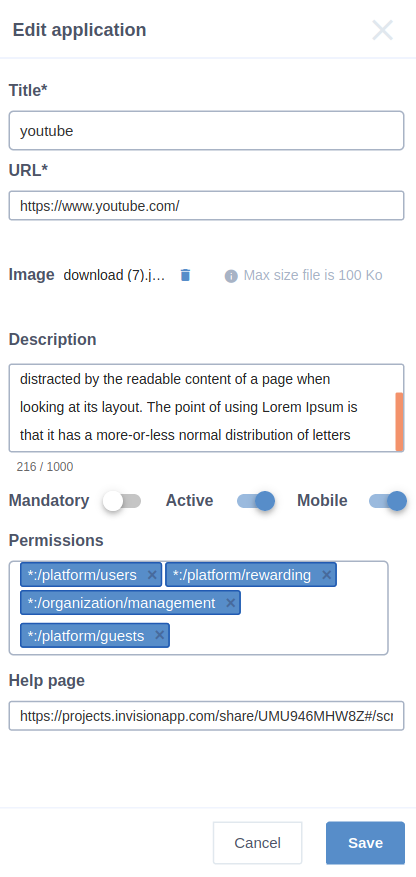 Edit application
Title*
youtube
URL*
https://www.youtube.com/
Image download (7).j... Max size file is 100 Ko
Description
distracted by the readable content of a page when
looking at its layout. The point of using Lorem Ipsum is
that it has a more-or-less normal distribution of letters
216 / 1000
Mandatory Active Mobile
Permissions
*:/platform/users × *:/platform/rewarding ×
*:/organization/management ×
*:/platform/guests ×
Help page
https://projects.invisionapp.com/share/UMU946MHW8Z#/scr
Cancel Save